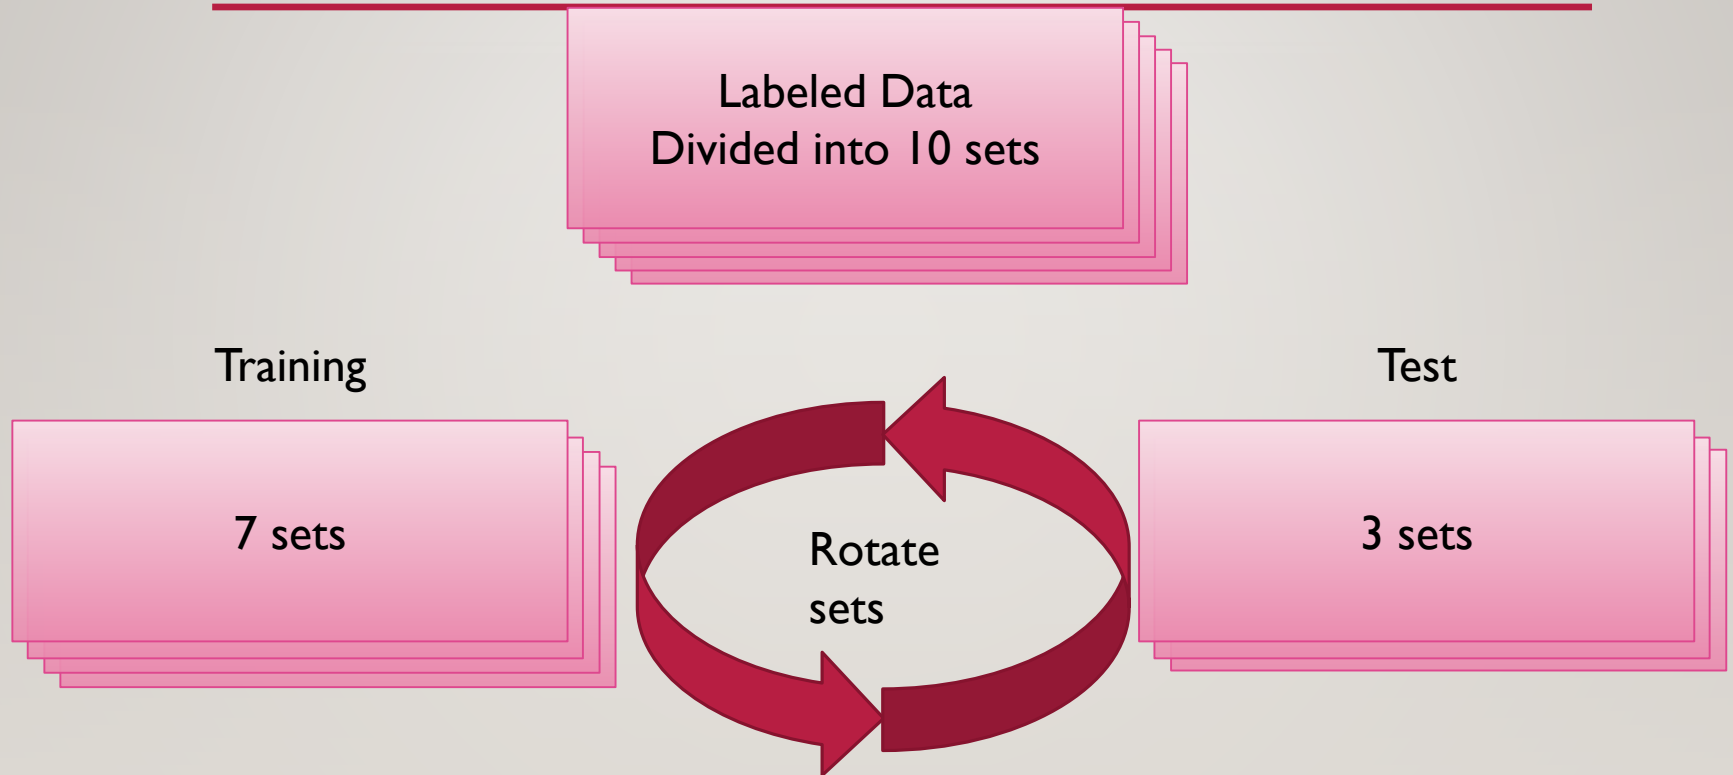 Labeled Data
Divided into 10 sets
Training
Test
7 sets
Rotate
sets
3 sets